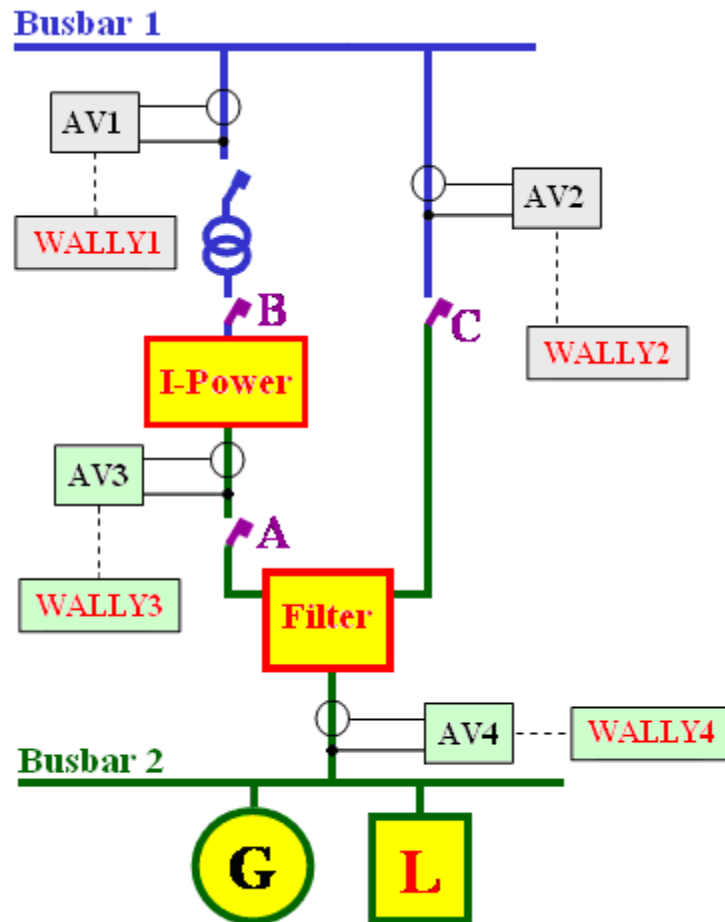 Busbar 1
AV1
AV2
WALLY1
B
C
WALLY2
I-Power
AV3
A
WALLY3
Filter
AV4
WALLY4
Busbar 2
G
L